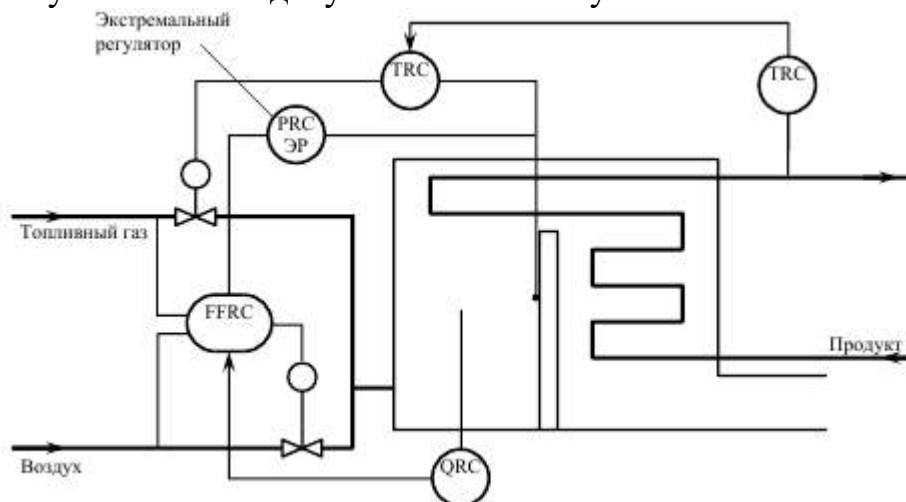 Экстремальный
регулятор
TRC
TRC
PRC
ЭР
Топливный газ
FFRC
Продукт
Воздух
QRC